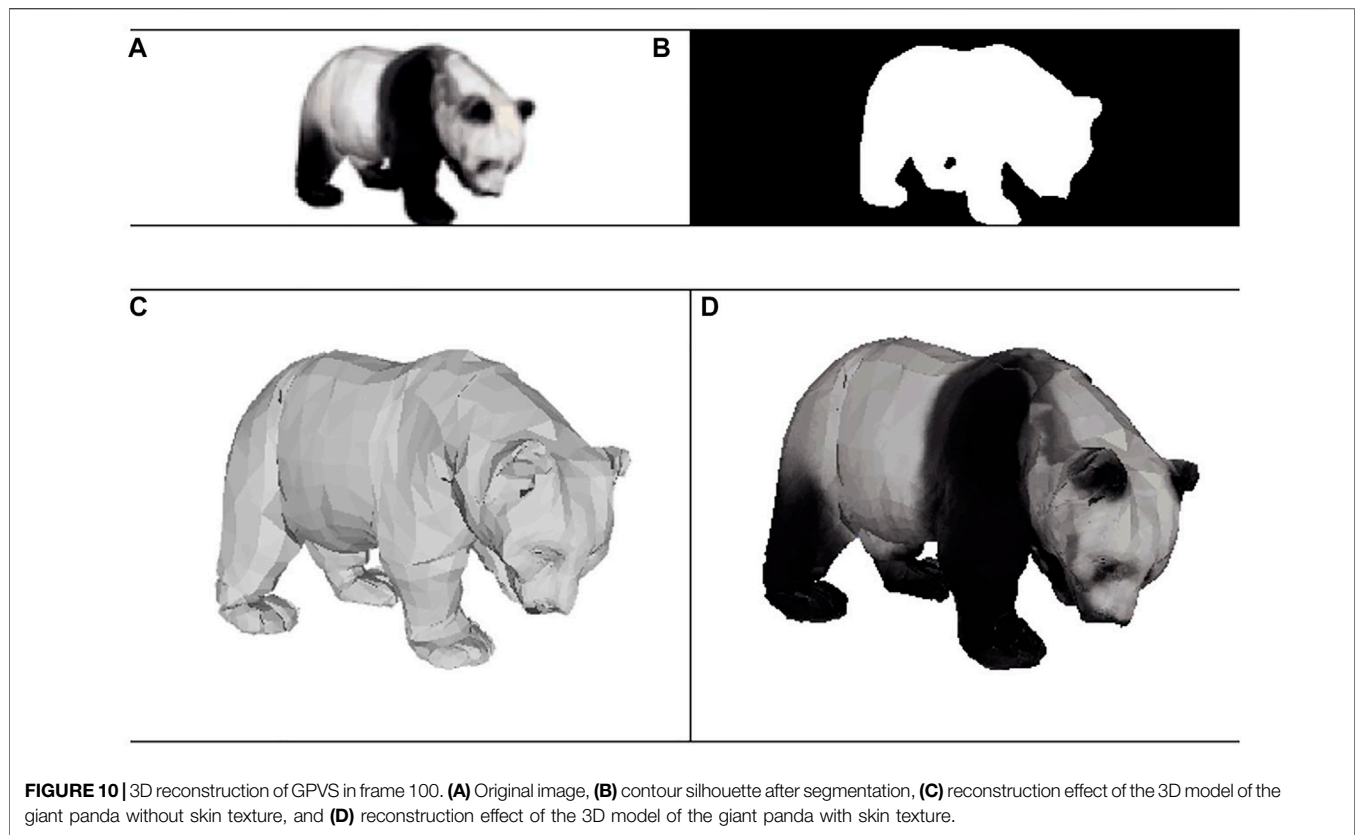 A
B
C
D
FIGURE 10 | 3D reconstruction of GPVS in frame 100. (A) Original image, (B) contour silhouette after segmentation, (C) reconstruction effect of the 3D model of the
giant panda without skin texture, and (D) reconstruction effect of the 3D model of the giant panda with skin texture.